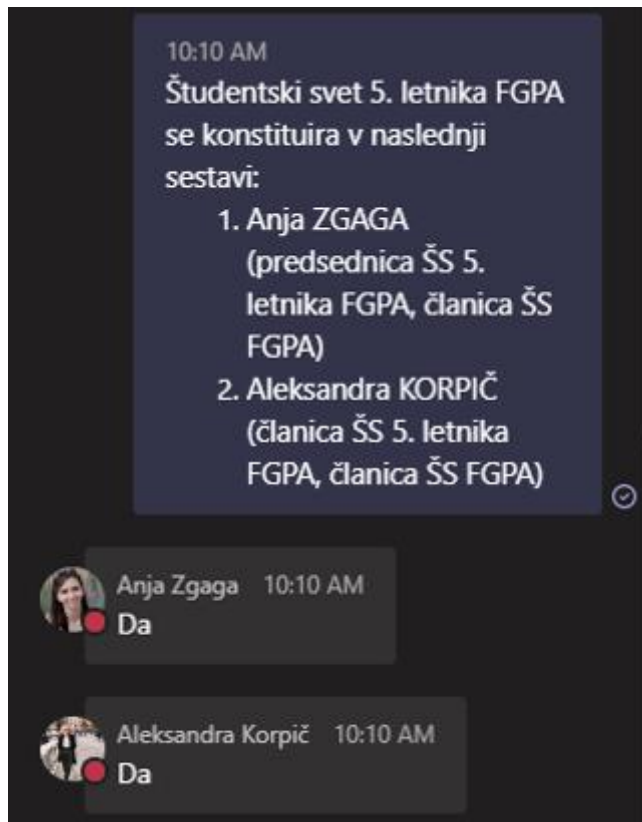 10:10 AM
Študentski svet 5. letnika FGPA
se konstituira v naslednji
sestavi:
1. Anja ZGAGA
(predsednica ŠS 5.
letnika FGPA, članica ŠS
FGPA)
2. Aleksandra KORPIČ
(članica ŠS 5. letnika
FGPA, članica ŠS FGPA)
Anja Zgaga 10:10 AM
Da
Aleksandra Korpič 10:10 AM
Da